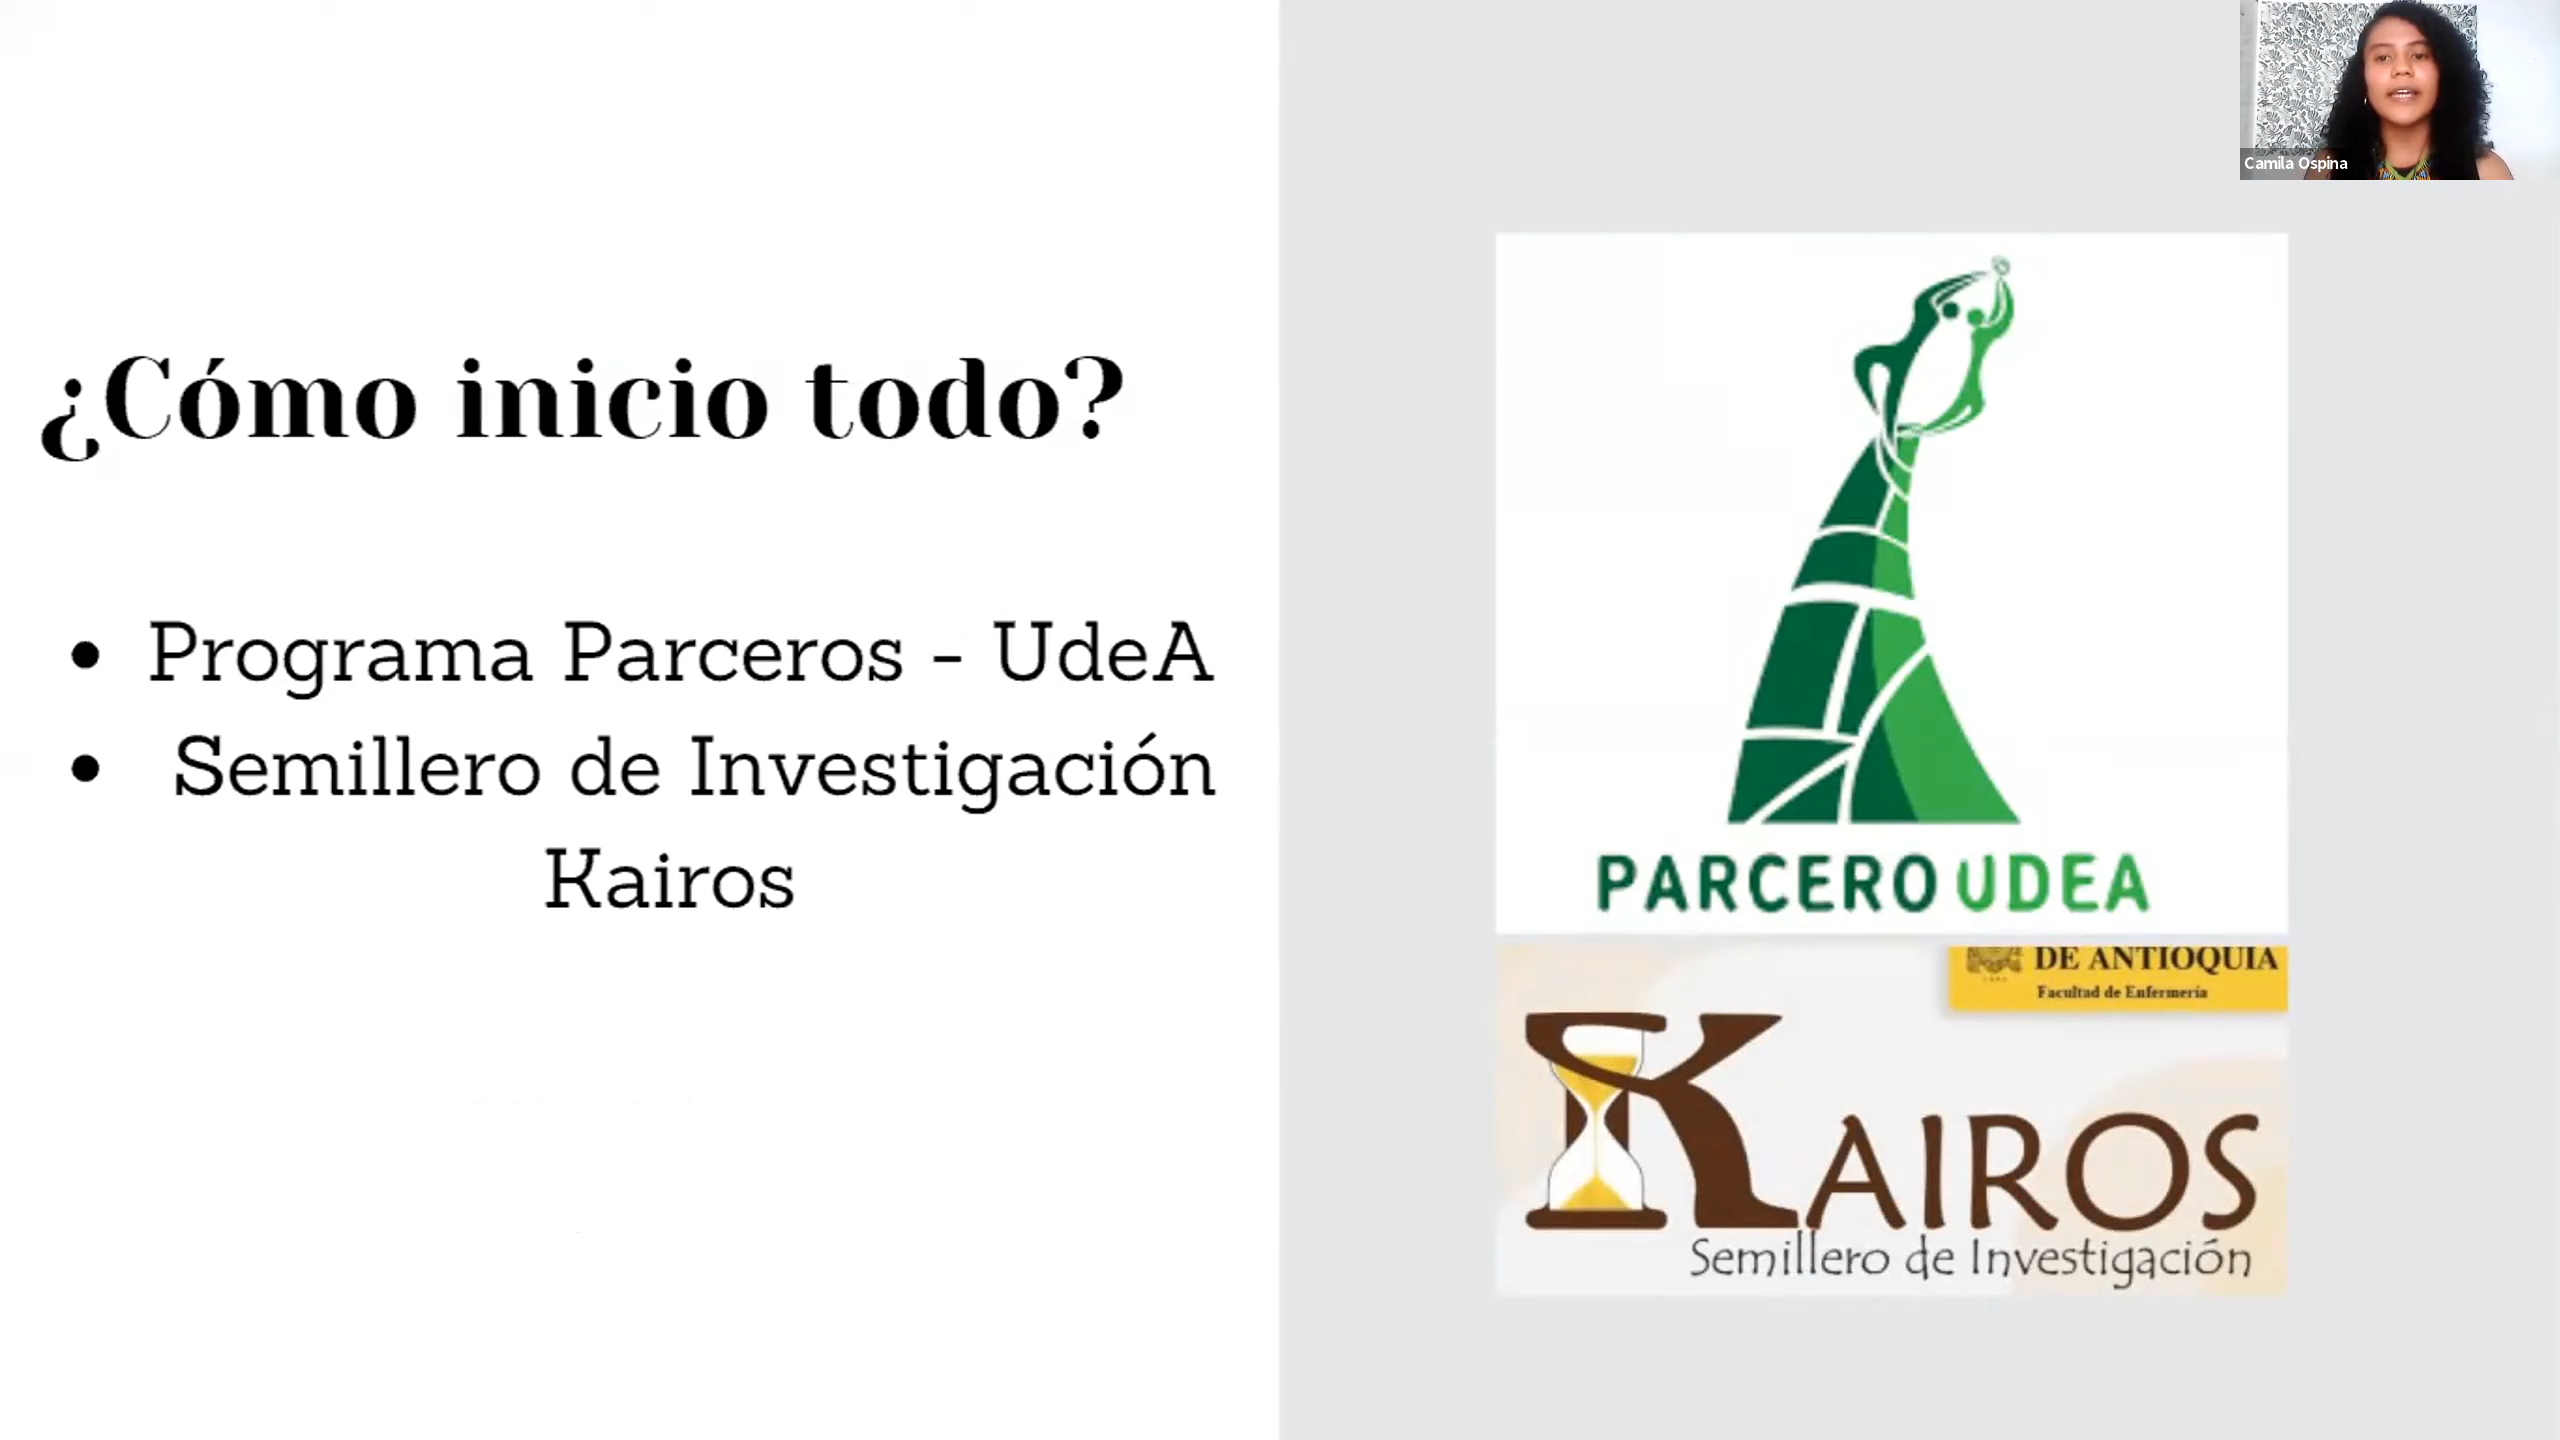 Camila Ospina
¿Cómo inicio todo?
• Programa Parceros - UdeA
• Semillero de Investigación
Kairos
PARCERO UDEA
DE ANTIOQUIA
Facultad de Enfermería
KAIROS
Semillero de Investigación